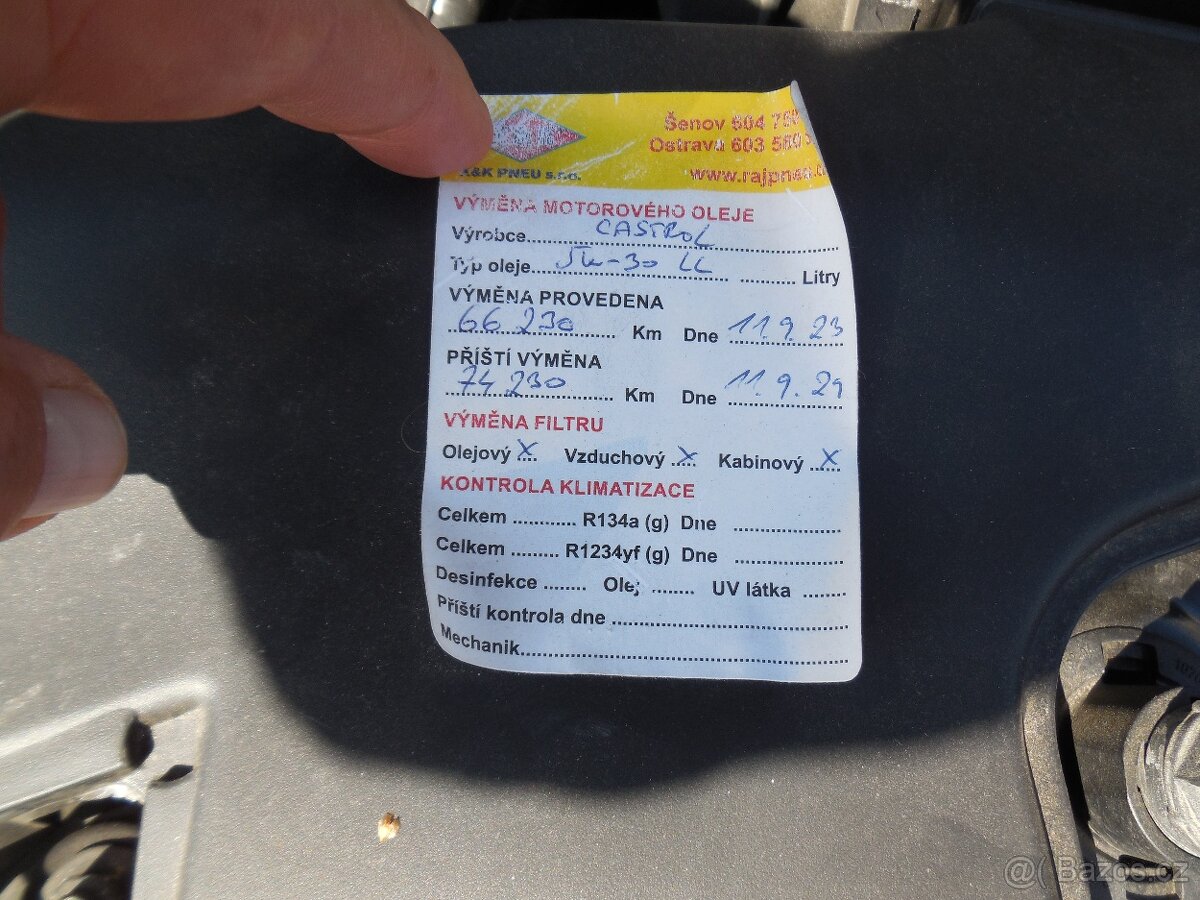 Šenov 604 75
Ostrava 603 580
K&K PNEU s.r.o.
www.rajpneu.c
VÝMĚNA MOTOROVÉHO OLEJE
Výrobce CASTROL
Typ oleje 5W-30 LL Litry
VÝMĚNA PROVEDENA
66 230 Km Dne 11.9.23
PŘÍŠTÍ VÝMĚNA
74 230 Km Dne 11.9.24
VÝMĚNA FILTRU
Olejový X Vzduchový X Kabinový X
KONTROLA KLIMATIZACE
Celkem R134a (g) Dne
Celkem R1234yf (g) Dne
Desinfekce Olej UV látka
Příští kontrola dne
Mechanik
@( Bazos.cz